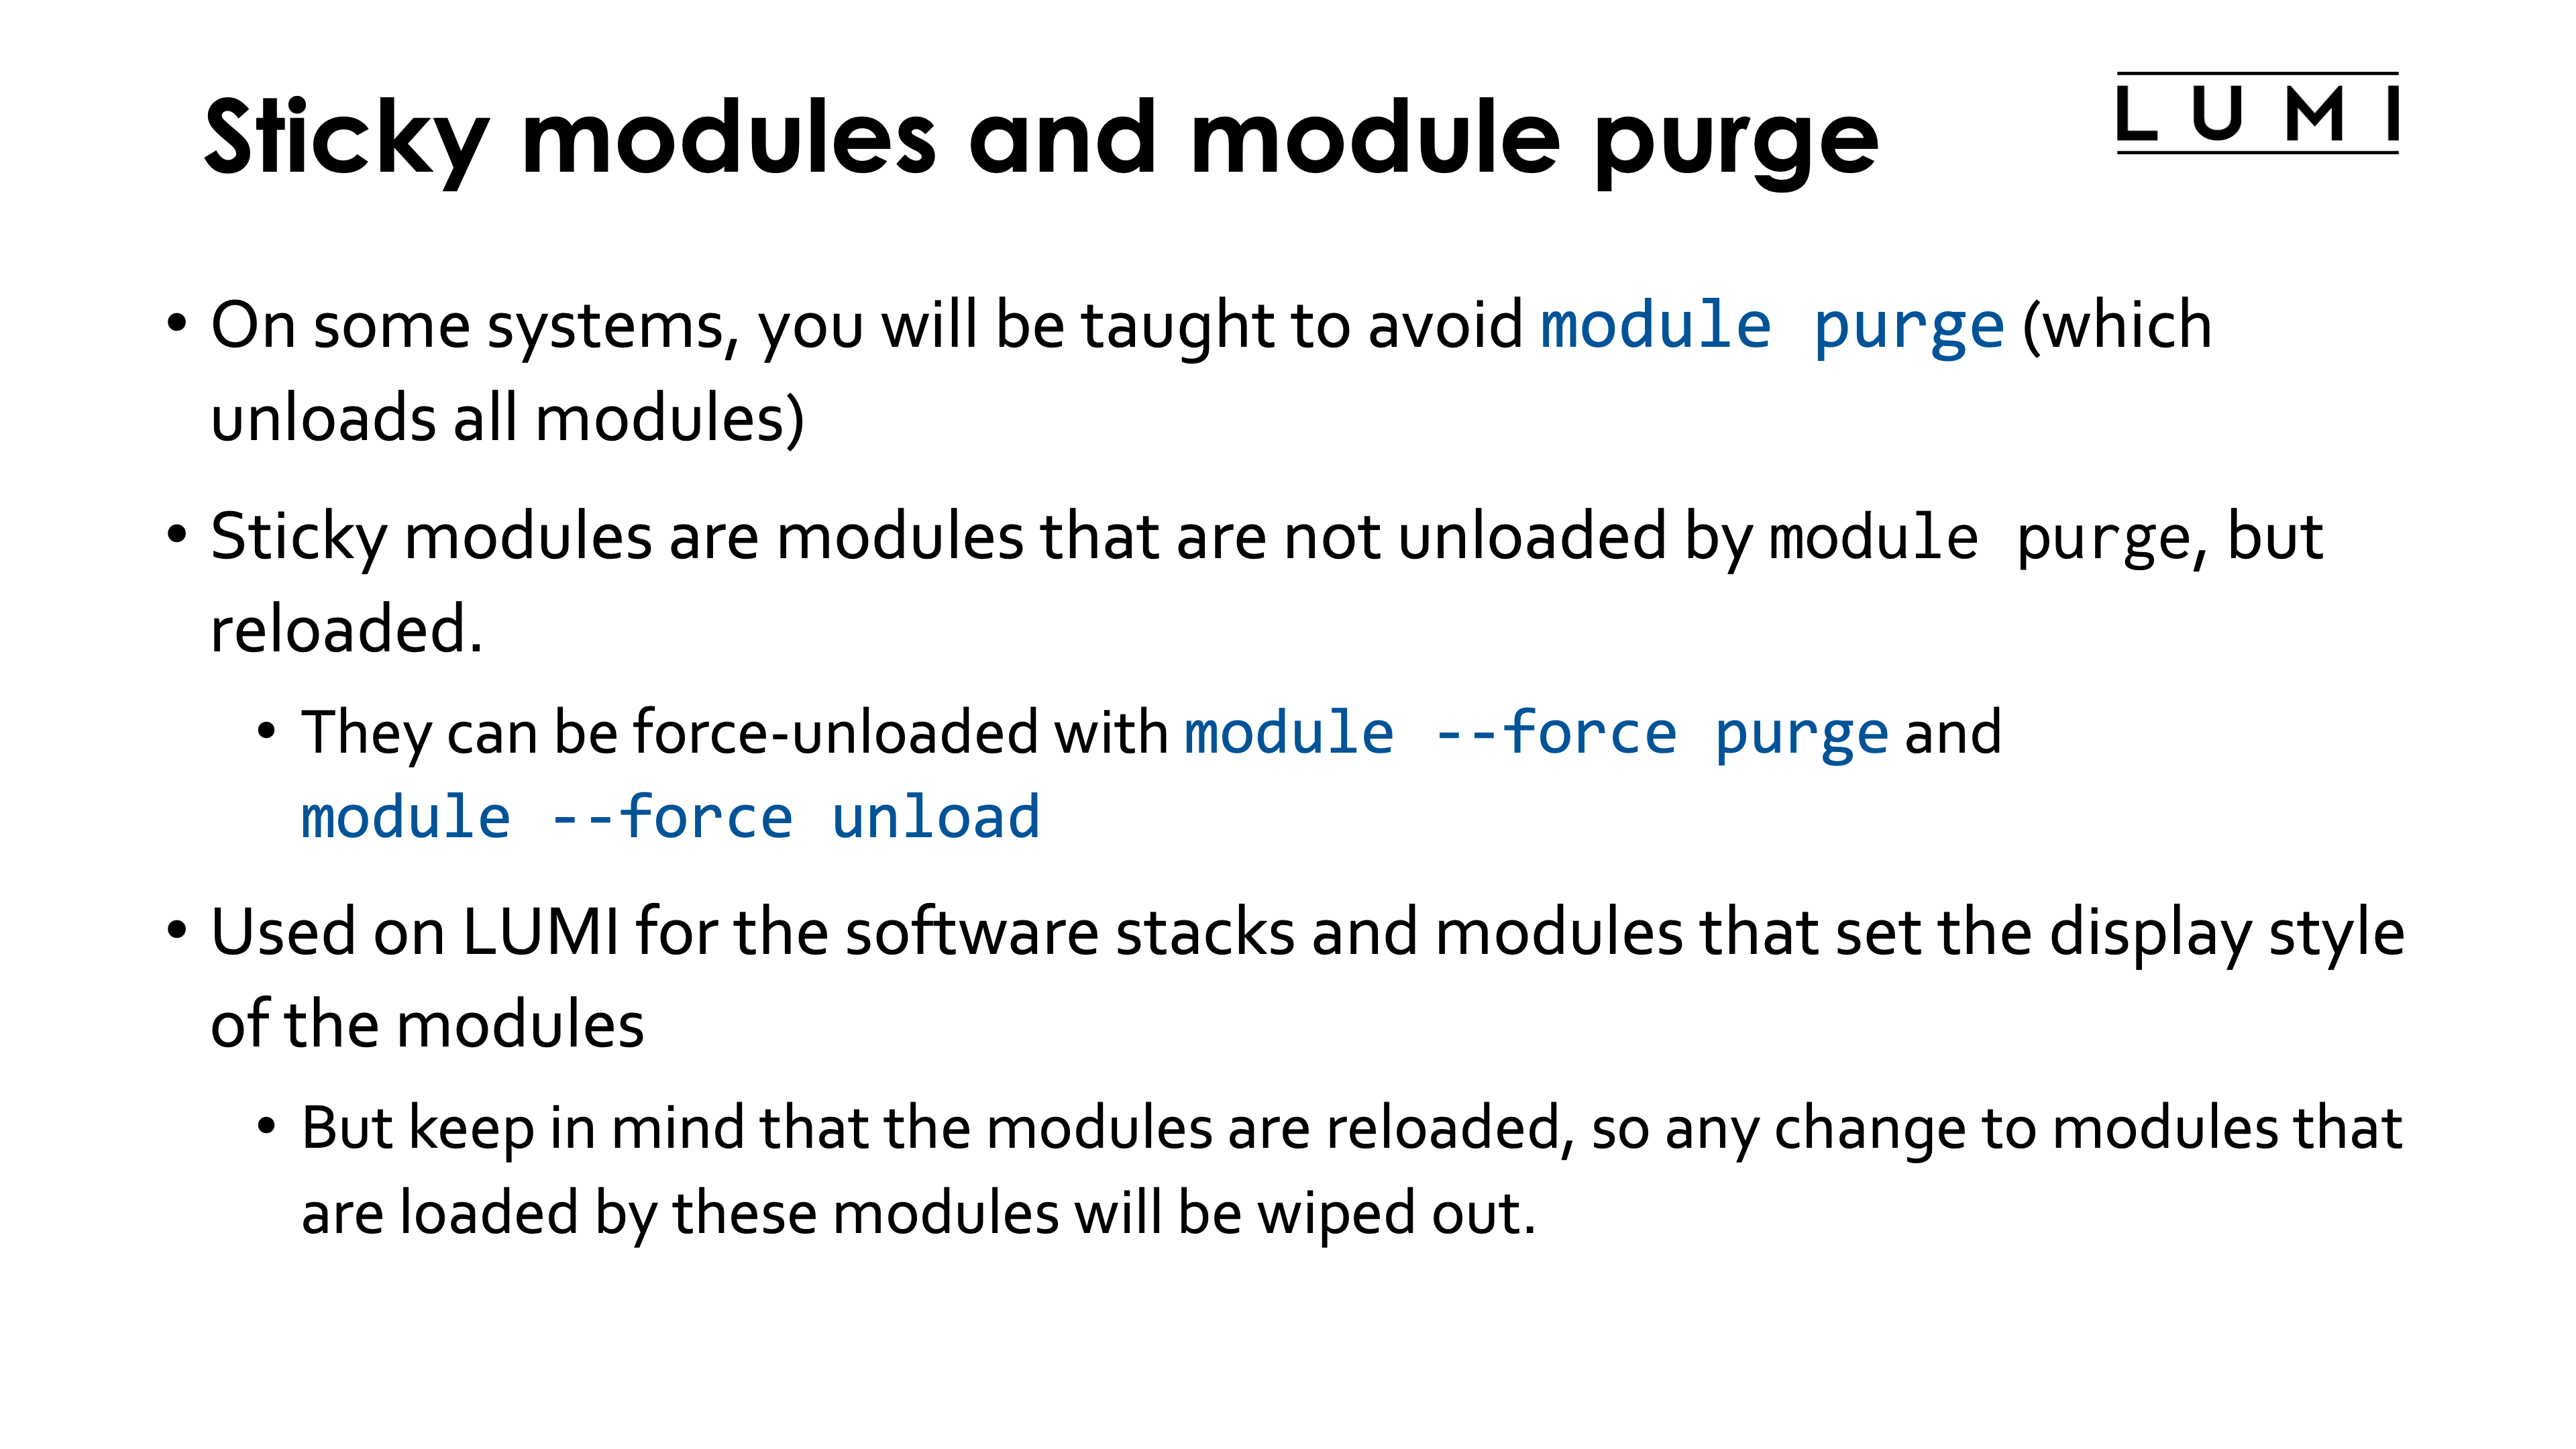 Sticky modules and module purge
LUMI
• On some systems, you will be taught to avoid module purge (which
unloads all modules)
• Sticky modules are modules that are not unloaded by module purge, but
reloaded.
• They can be force-unloaded with module --force purge and
module --force unload
• Used on LUMI for the software stacks and modules that set the display style
of the modules
• But keep in mind that the modules are reloaded, so any change to modules that
are loaded by these modules will be wiped out.